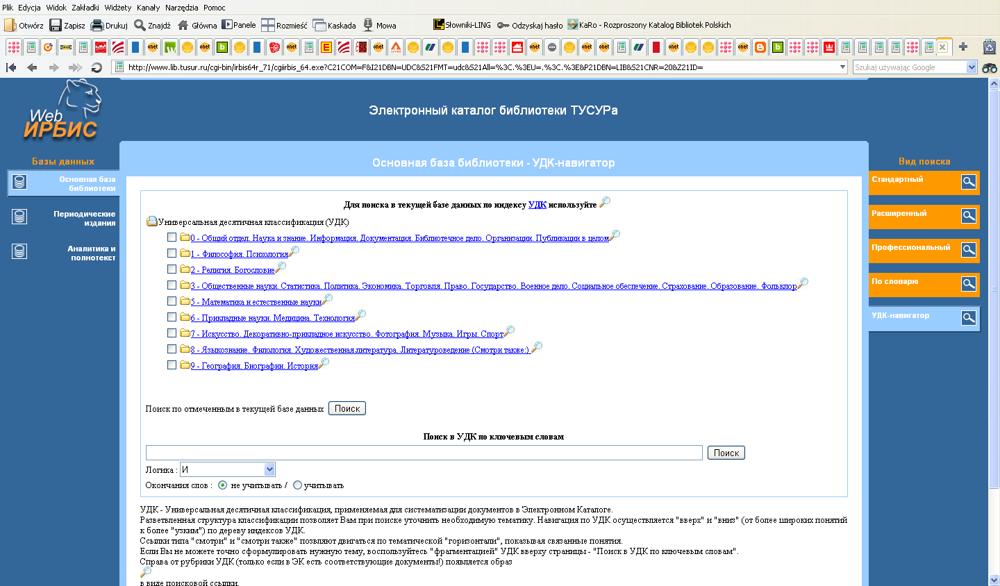 Plik Edycja Widok Zakładki Widżety Kanały Narzędzia Pomoc
Otwórz Zapisz Drukuj Znajdź Główna Panele Rozmieść Kaskada Mowa Słowniki-LING Odzyskaj hasło KaRo - Rozproszony Katalog Bibliotek Polskich
http://www.lib.tusur.ru/cgi-bin/irbis64r_71/cgiirbis_64.exe?C21COM=F&I21DBN=UDC&S21FMT=udc&S21All=%3C.%3EU=.%3C.%3E&P21DBN=LIB&S21CNR=20&Z21ID=
Szukaj używając Google
Web
ИРБИС
Электронный каталог библиотеки ТУСУРа
Базы данных
Основная база библиотеки - УДК-навигатор
Вид поиска
Основная база
библиотеки
Периодические
издания
Аналитика и
полнотекст
Стандартный
Расширенный
Профессиональный
По словарю
УДК-навигатор
Для поиска в текущей базе данных по индексу УДК используйте
Универсальная десятичная классификация (УДК)
0 - Общий отдел. Наука и знание. Информация. Документация. Библиотечное дело. Организации. Публикации в целом
1 - Философия. Психология
2 - Религия. Богословие
3 - Общественные науки. Статистика. Политика. Экономика. Торговля. Право. Государство. Военное дело. Социальное обеспечение. Страхование. Образование. Фольклор
5 - Математика и естественные науки
6 - Прикладные науки. Медицина. Технология
7 - Искусство. Декоративно-прикладное искусство. Фотография. Музыка. Игры. Спорт
8 - Языкознание. Филология. Художественная литература. Литературоведение (Смотри также:)
9 - География. Биографии. История
Поиск по отмеченным в текущей базе данных Поиск
Поиск в УДК по ключевым словам
Поиск
Логика : И
Окончания слов : не учитывать / учитывать
УДК - Универсальная десятичная классификация, применяемая для систематизации документов в Электронном Каталоге.
Разветвленная структура классификации позволяет Вам при поиске уточнить необходимую тематику. Навигация по УДК осуществляется "вверх" и "вниз" (от более широких понятий
к более "узким") по дереву индексов УДК.
Ссылки типа "смотри" и "смотри также" позвляют двигаться по тематической "горизонтали", показывая связанные понятия.
Если Вы не можете точно сформулировать нужную тему, воспользуйтесь "фрагментацией" УДК вверху страницы - "Поиск в УДК по ключевым словам".
Справа от рубрики УДК (только если в ЭК есть соответствующие документы!) появляется образ
в виде поисковой ссылки.